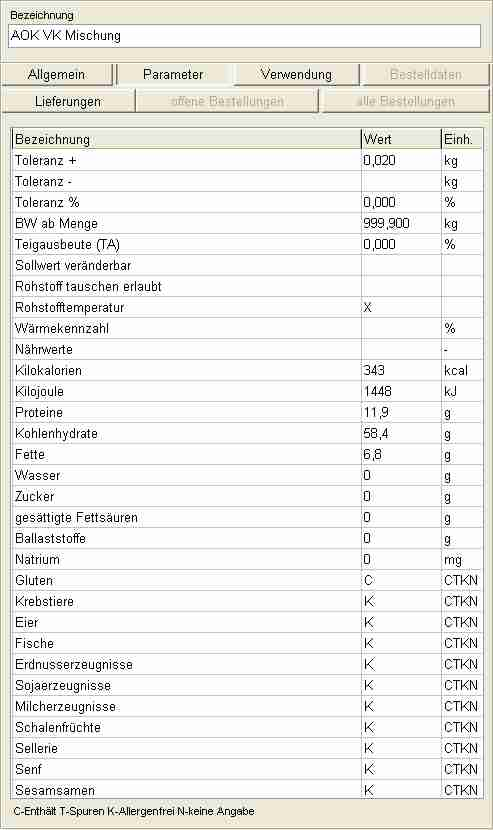 Bezeichnung
AOK VK Mischung
Allgemein Parameter Verwendung Bestelldaten
Lieferungen offene Bestellungen alle Bestellungen
Bezeichnung Wert Einh.
Toleranz + 0,020 kg
Toleranz - kg
Toleranz % 0,000 %
BW ab Menge 999,900 kg
Teigausbeute (TA) 0,000 %
Sollwert veränderbar
Rohstoff tauschen erlaubt
Rohstofftemperatur X
Wärmekennzahl %
Nährwerte -
Kilokalorien 343 kcal
Kilojoule 1448 kJ
Proteine 11,9 g
Kohlenhydrate 58,4 g
Fette 6,8 g
Wasser 0 g
Zucker 0 g
gesättigte Fettsäuren 0 g
Ballaststoffe 0 g
Natrium 0 mg
Gluten C CTKN
Krebstiere K CTKN
Eier K CTKN
Fische K CTKN
Erdnusserzeugnisse K CTKN
Sojaerzeugnisse K CTKN
Milcherzeugnisse K CTKN
Schalenfrüchte K CTKN
Sellerie K CTKN
Senf K CTKN
Sesamsamen K CTKN
C-Enthält T-Spuren K-Allergenfrei N-keine Angabe